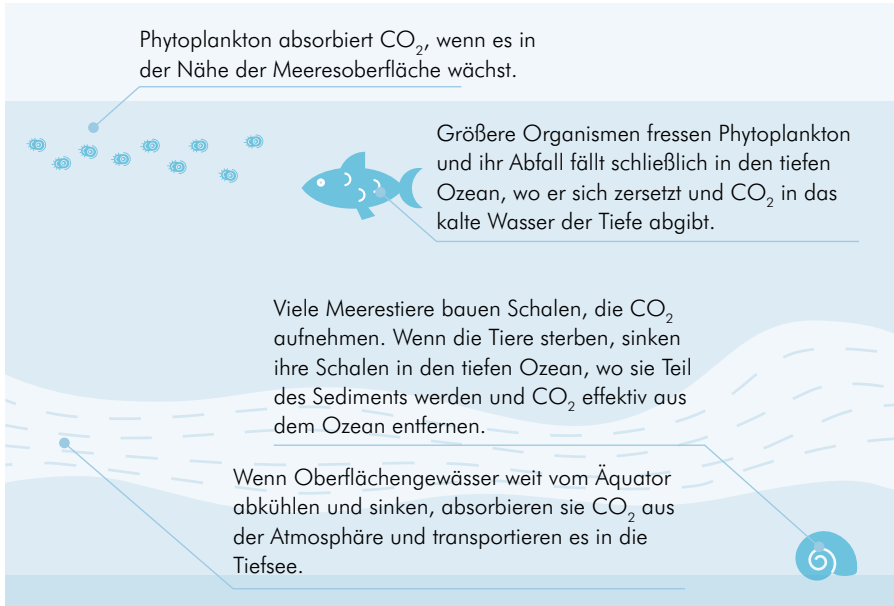 Phytoplankton absorbiert CO₂, wenn es in
der Nähe der Meeresoberfläche wächst.
Größere Organismen fressen Phytoplankton
und ihr Abfall fällt schließlich in den tiefen
Ozean, wo er sich zersetzt und CO₂ in das
kalte Wasser der Tiefe abgibt.
Viele Meerestiere bauen Schalen, die CO₂
aufnehmen. Wenn die Tiere sterben, sinken
ihre Schalen in den tiefen Ozean, wo sie Teil
des Sediments werden und CO₂ effektiv aus
dem Ozean entfernen.
Wenn Oberflächengewässer weit vom Äquator
abkühlen und sinken, absorbieren sie CO₂ aus
der Atmosphäre und transportieren es in die
Tiefsee.